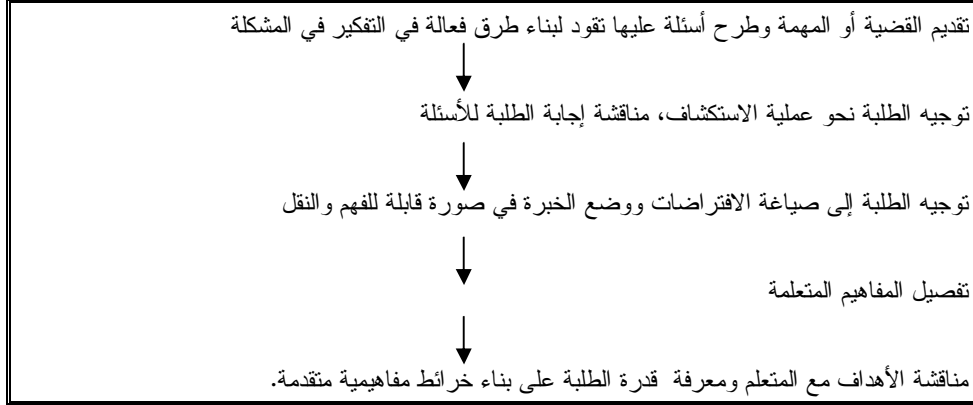 تقديم القضية أو المهمة وطرح أسئلة عليها تقود لبناء طرق فعالة في التفكير في المشكلة
توجيه الطلبة نحو عملية الاستكشاف، مناقشة إجابة الطلبة للأسئلة
توجيه الطلبة إلى صياغة الافتراضات ووضع الخبرة في صورة قابلة للفهم والنقل
تفصيل المفاهيم المتعلمة
مناقشة الأهداف مع المتعلم ومعرفة قدرة الطلبة على بناء خرائط مفاهيمية متقدمة.